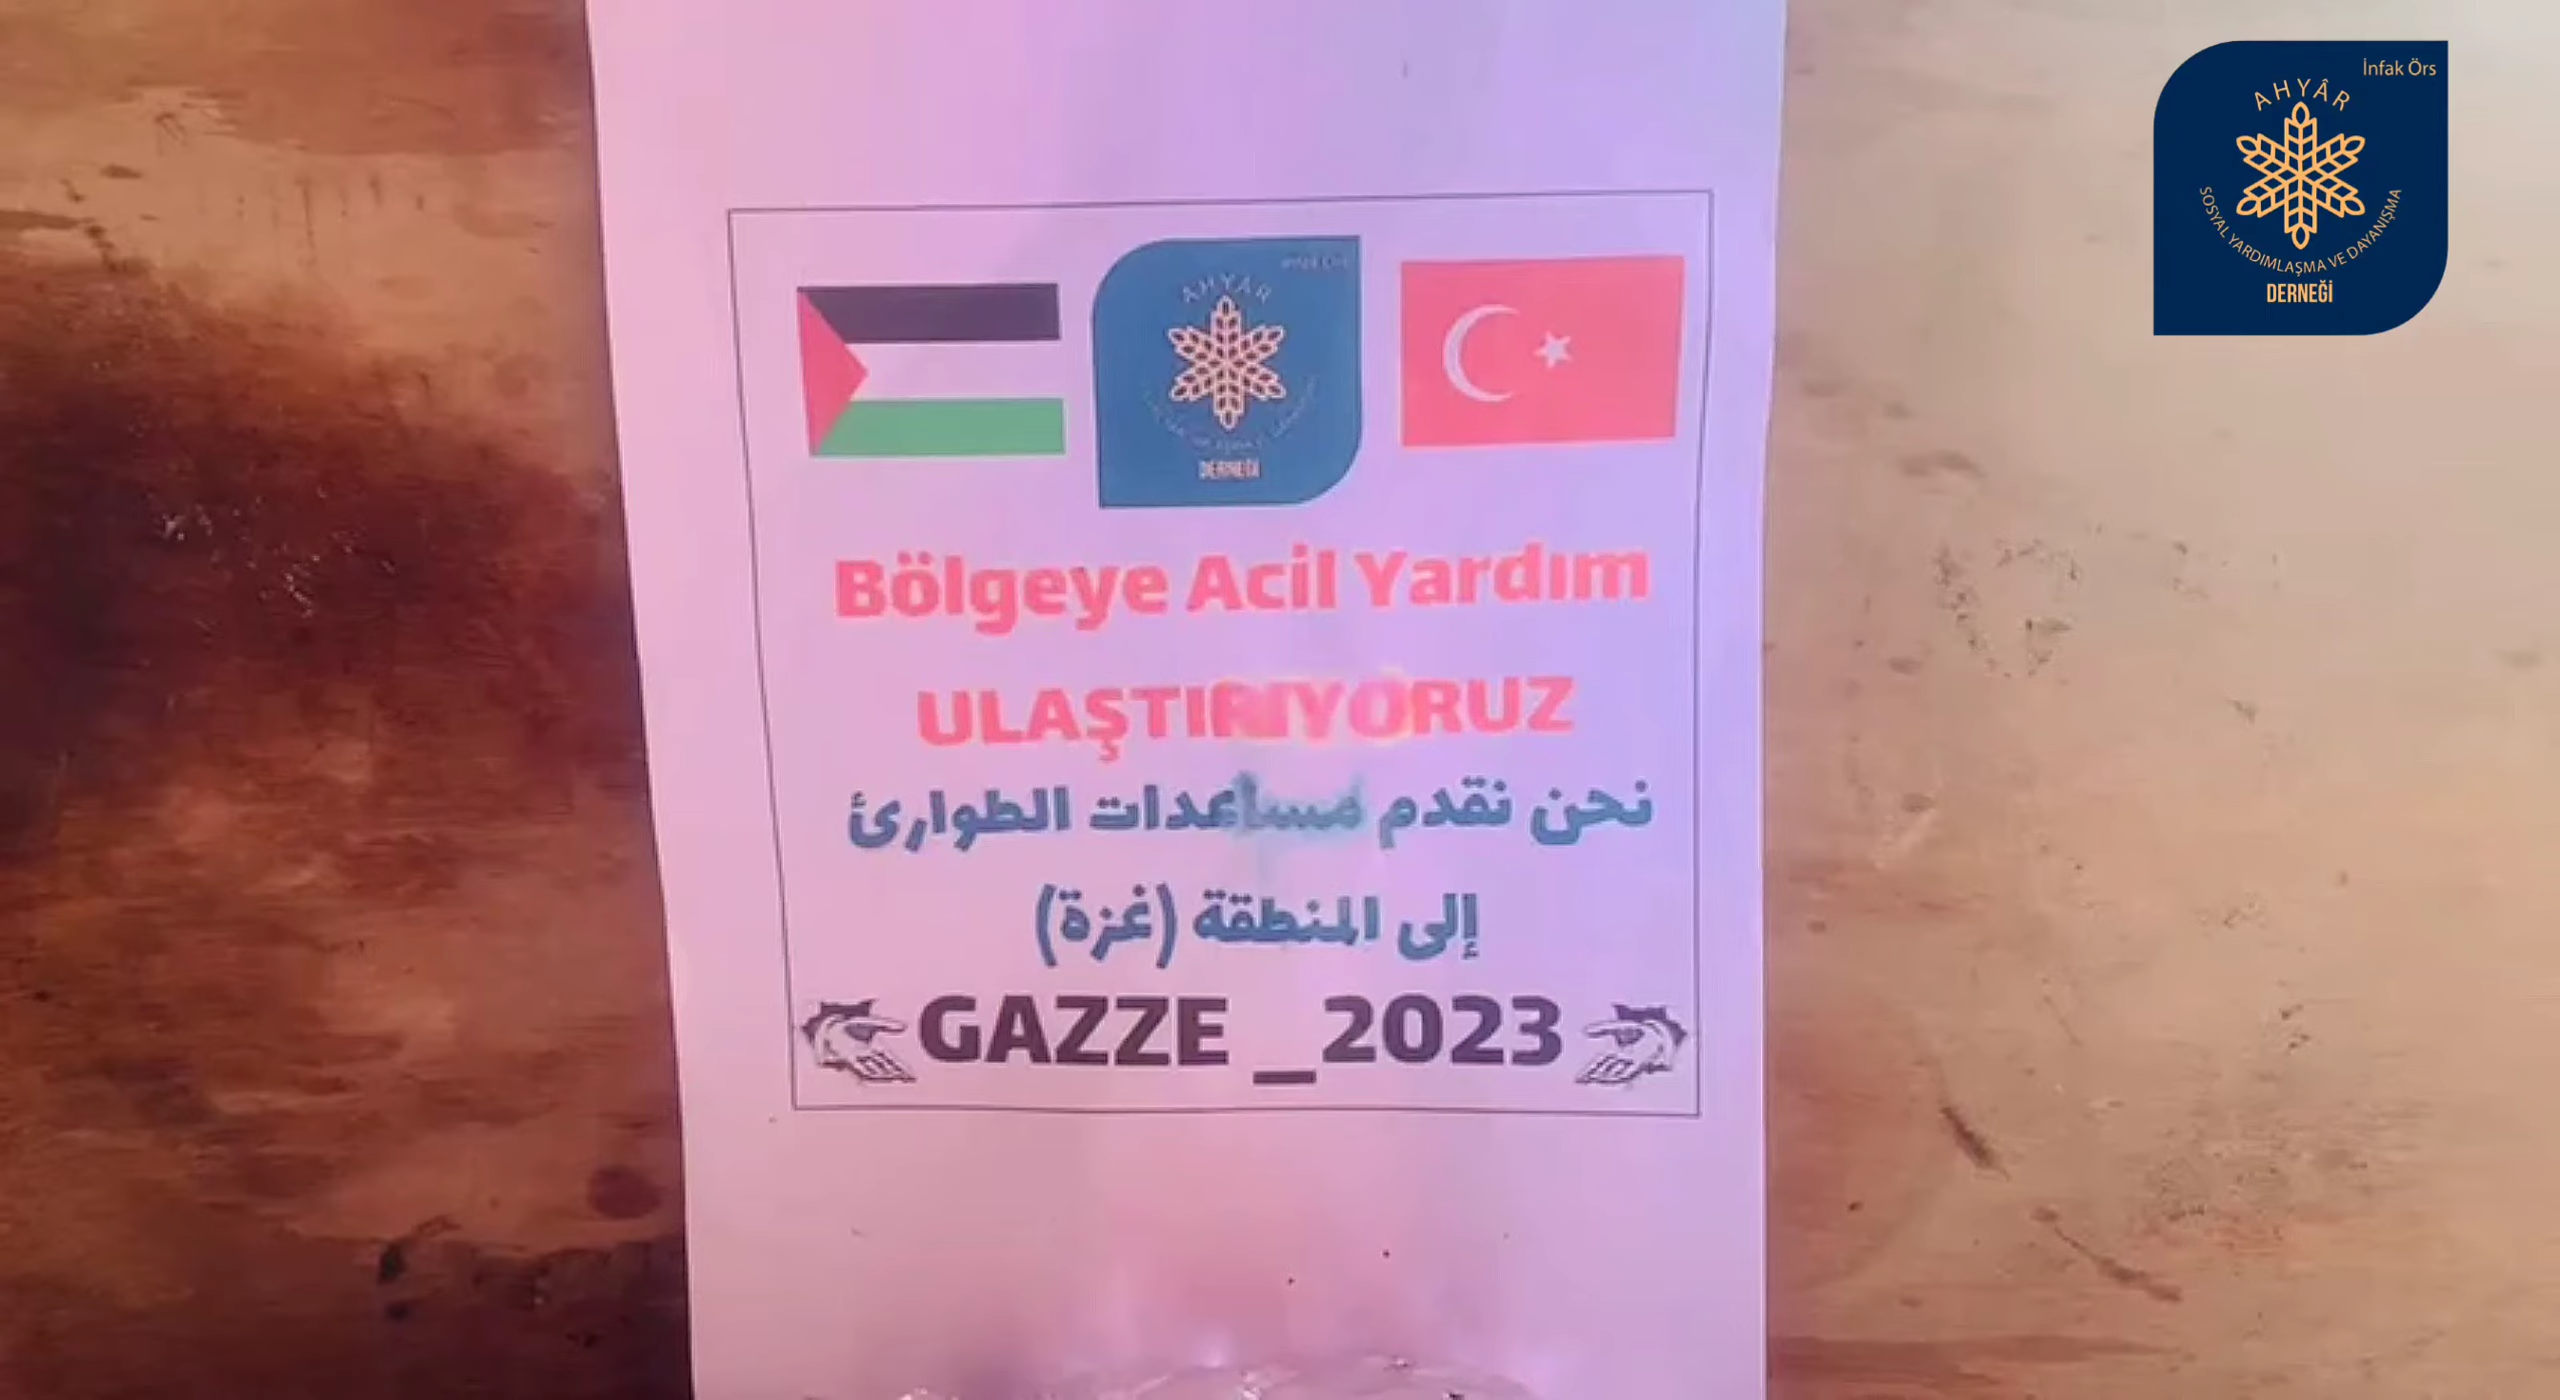 İnfak Örs
AHYÂR
SOSYAL YARDIMLAŞMA VE DAYANIŞMA
DERNEĞİ
AHYÂR
DERNEĞİ
Bölgeye Acil Yardım
ULAŞTIRIYORUZ
نحن نقدم مساعدات الطوارئ
إلى المنطقة (غزة)
GAZZE _2023